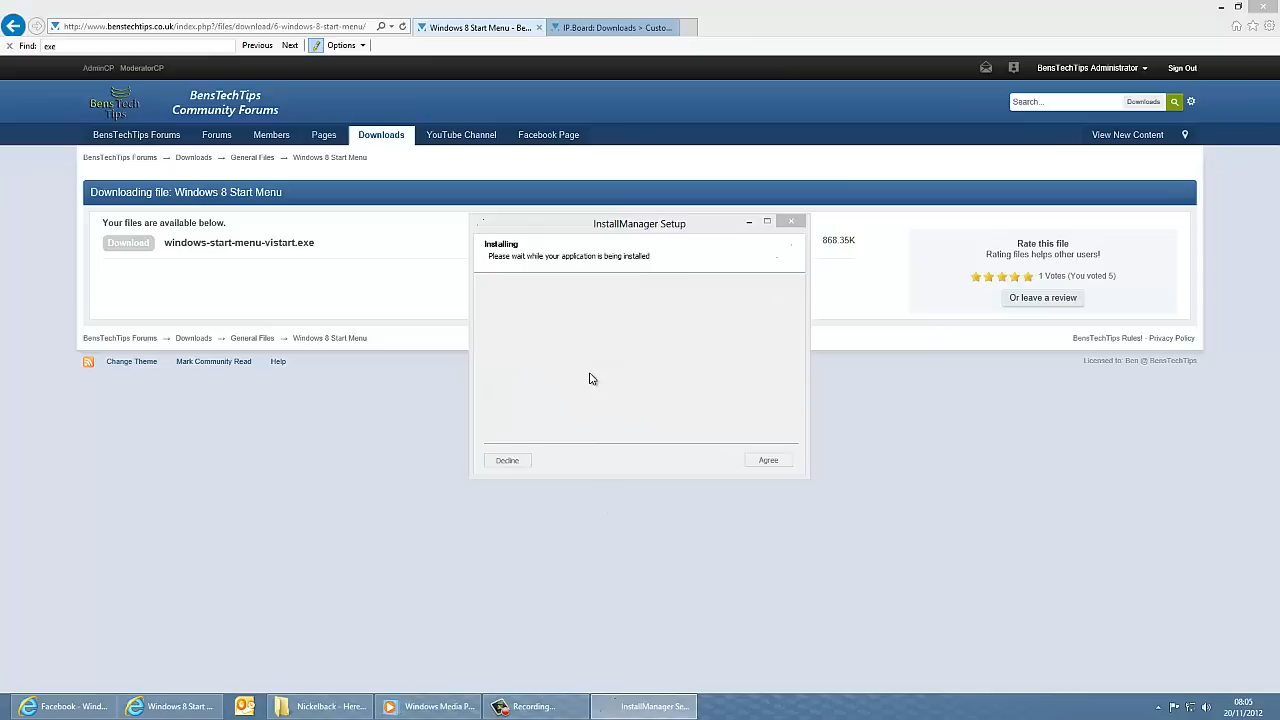 http://www.benstechtips.co.uk/index.php?/files/download/6-windows-8-start-menu/
Windows 8 Start Menu - Be...
IP.Board: Downloads > Custo...
Find: exe
Previous
Next
Options
AdminCP
ModeratorCP
BensTechTips Administrator
Sign Out
BensTech
Tips
BensTechTips
Community Forums
Search...
Downloads
BensTechTips Forums
Forums
Members
Pages
Downloads
YouTube Channel
Facebook Page
View New Content
BensTechTips Forums → Downloads → General Files → Windows 8 Start Menu
Downloading file: Windows 8 Start Menu
Your files are available below.
Download
windows-start-menu-vistart.exe
868.35K
Rate this file
Rating files helps other users!
1 Votes (You voted 5)
Or leave a review
InstallManager Setup
Installing
Please wait while your application is being installed
Decline
Agree
BensTechTips Forums → Downloads → General Files → Windows 8 Start Menu
BensTechTips Rules! · Privacy Policy
Change Theme
Mark Community Read
Help
Licensed to: Ben @ BensTechTips
Facebook - Wind...
Windows 8 Start ...
Nickelback - Here...
Windows Media P...
Recording...
InstallManager Se...
08:05
20/11/2012